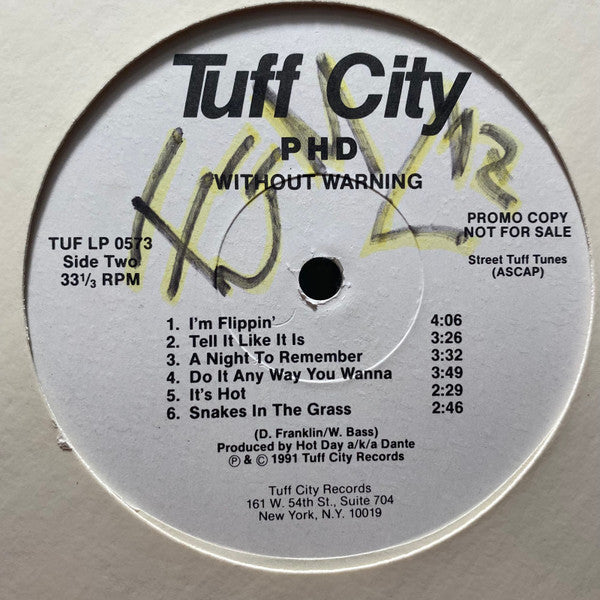 Tuff City
PHD
WITHOUT WARNING
TUF LP 0573
Side Two
33 1/3 RPM
PROMO COPY
NOT FOR SALE
Street Tuff Tunes
(ASCAP)
1. I'm Flippin' 4:06
2. Tell It Like It Is 3:26
3. A Night To Remember 3:32
4. Do It Any Way You Wanna 3:49
5. It's Hot 2:29
6. Snakes In The Grass 2:46
(D. Franklin/W. Bass)
Produced by Hot Day a/k/a Dante
Ⓟ & © 1991 Tuff City Records
Tuff City Records
161 W. 54th St., Suite 704
New York, N.Y. 10019